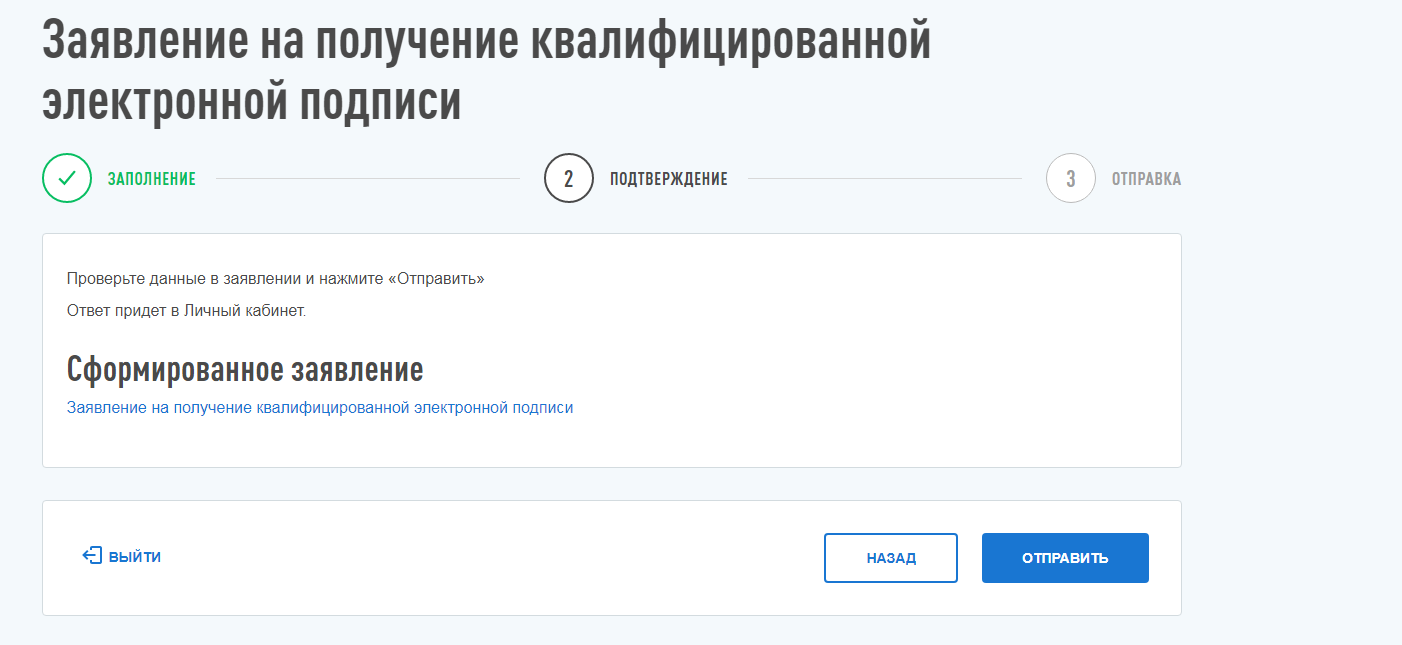 Заявление на получение квалифицированной
электронной подписи
ЗАПОЛНЕНИЕ
2 ПОДТВЕРЖДЕНИЕ
3 ОТПРАВКА
Проверьте данные в заявлении и нажмите «Отправить»
Ответ придет в Личный кабинет.
Сформированное заявление
Заявление на получение квалифицированной электронной подписи
ВЫЙТИ
НАЗАД
ОТПРАВИТЬ